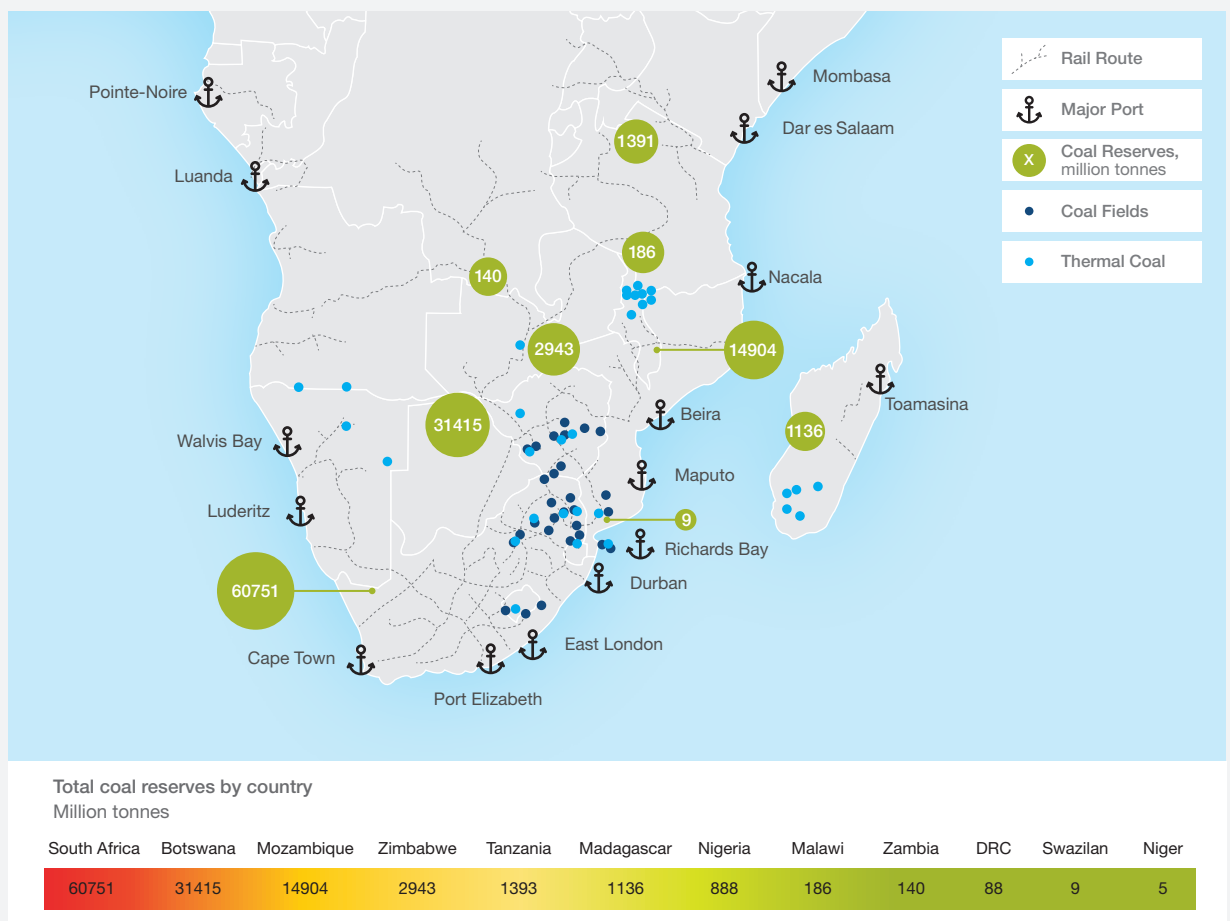 Pointe-Noire
Mombasa
Dar es Salaam
Luanda
Nacala
Toamasina
Beira
Walvis Bay
Maputo
Luderitz
Richards Bay
Durban
East London
Cape Town
Port Elizabeth
1391
186
140
2943
14904
31415
1136
9
60751
Rail Route
Major Port
X
Coal Reserves,
million tonnes
Coal Fields
Thermal Coal
Total coal reserves by country
Million tonnes
South Africa Botswana Mozambique Zimbabwe Tanzania Madagascar Nigeria Malawi Zambia DRC Swazilan Niger
60751 31415 14904 2943 1393 1136 888 186 140 88 9 5